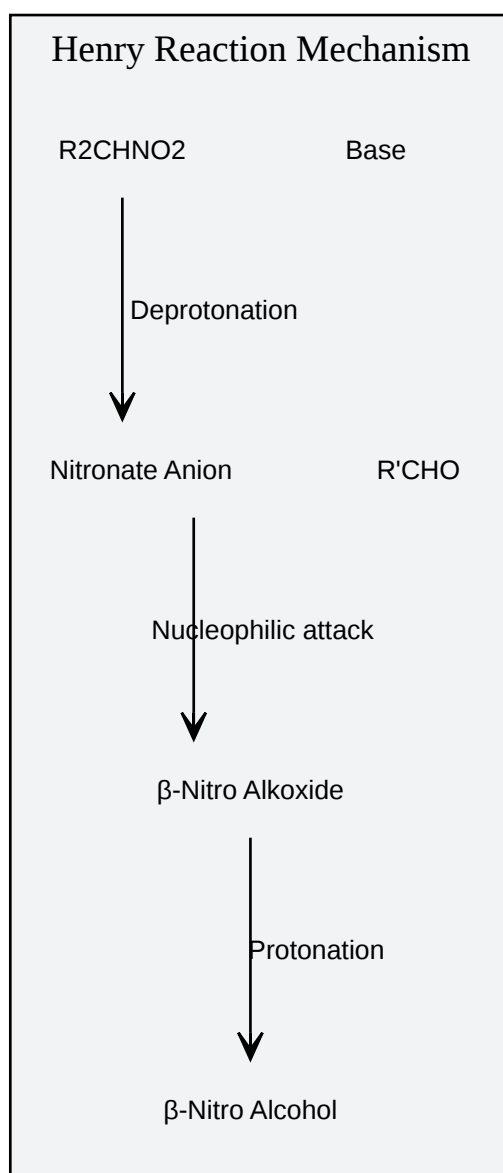 Henry Reaction Mechanism
R2CHNO2 Base
Deprotonation
Nitronate Anion R'CHO
Nucleophilic attack
β-Nitro Alkoxide
Protonation
β-Nitro Alcohol